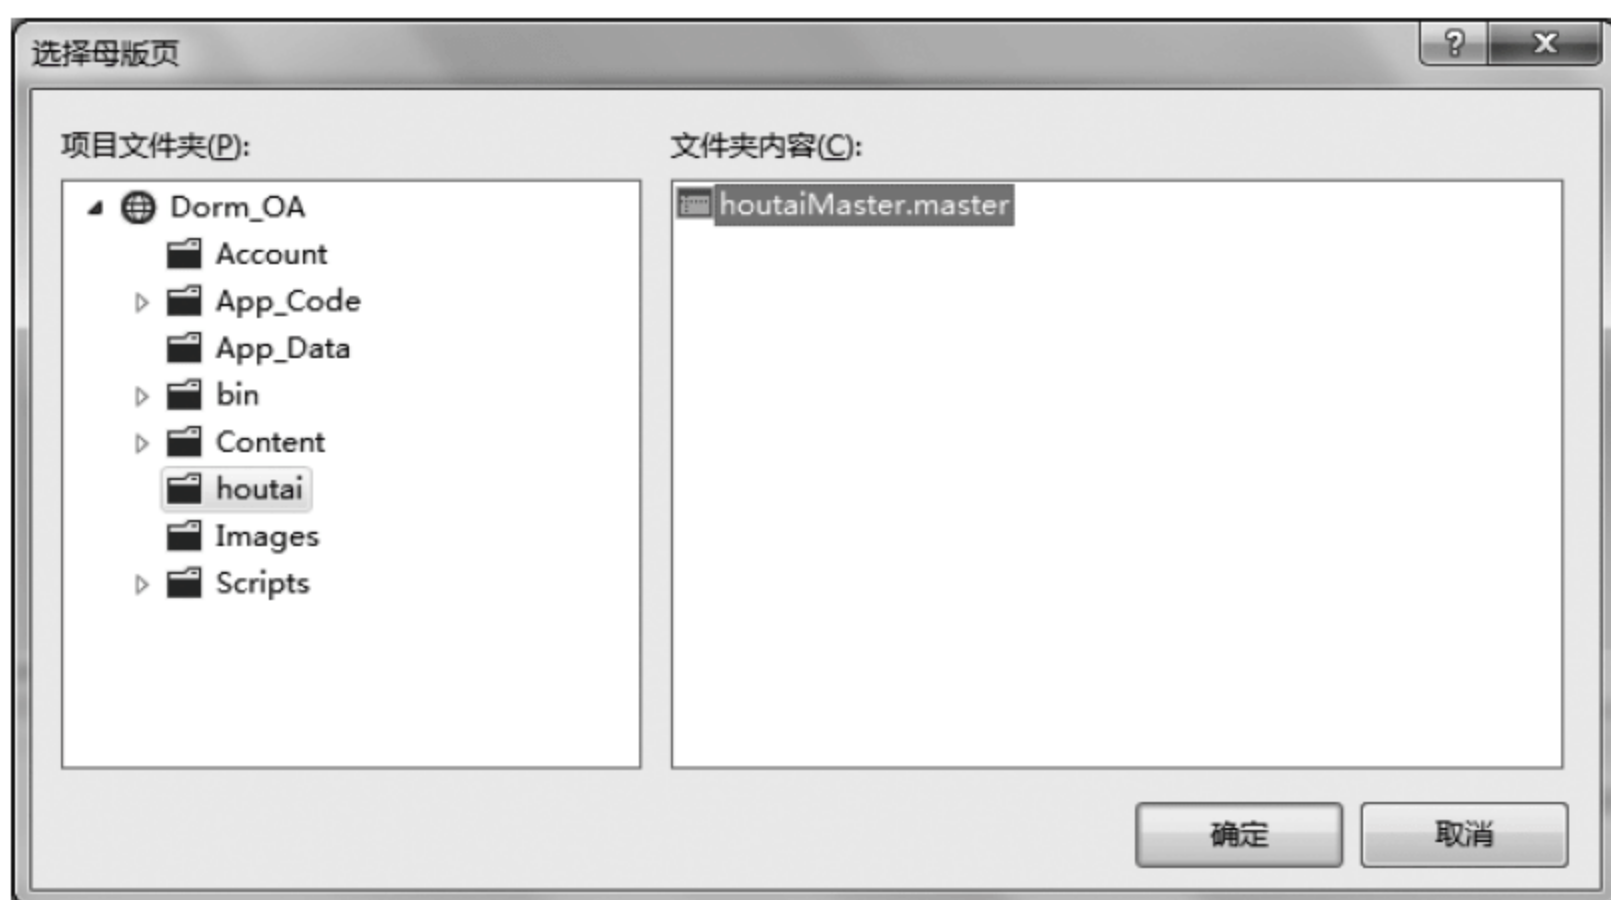 选择母版页
项目文件夹(P):
文件夹内容(C):
Dorm_OA
Account
App_Code
App_Data
bin
Content
houtai
Images
Scripts
houtaiMaster.master
确定
取消